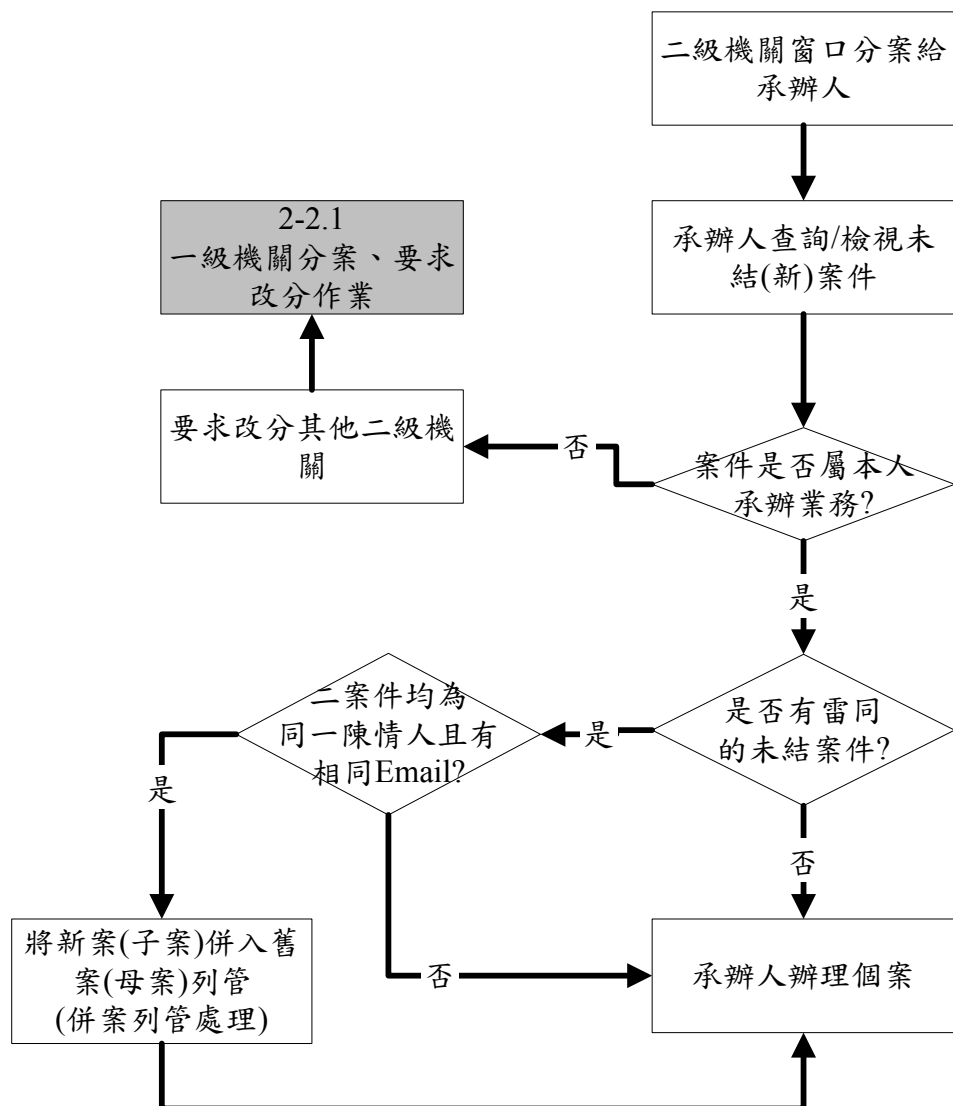 二級機關窗口分案給
承辦人
2-2.1
一級機關分案、要求
改分作業
承辦人查詢/檢視未
結(新)案件
要求改分其他二級機
關
否
案件是否屬本人
承辦業務?
是
二案件均為
同一陳情人且有
相同Email?
是
是否有雷同
的未結案件?
是
否
將新案(子案)併入舊
案(母案)列管
(併案列管處理)
否
承辦人辦理個案